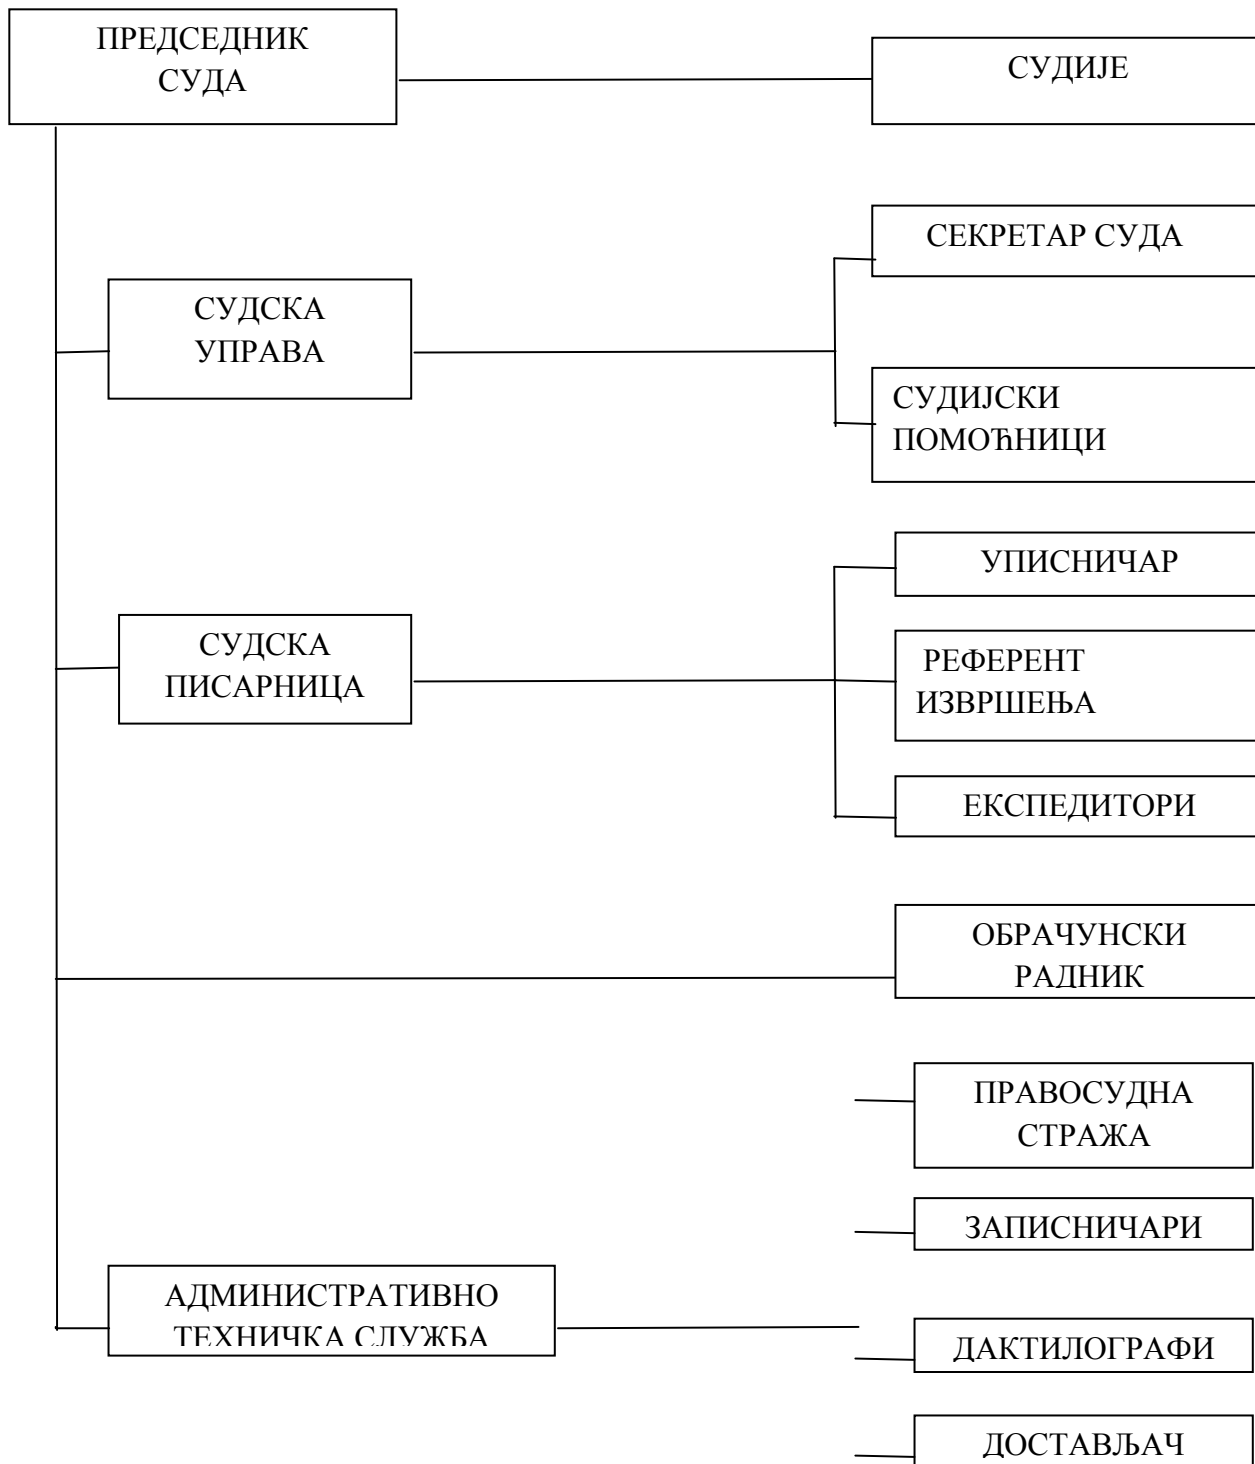 ПРЕДСЕДНИК
СУДА
СУДИЈЕ
СЕКРЕТАР СУДА
СУДСКА
УПРАВА
СУДИЈСКИ
ПОМОЋНИЦИ
УПИСНИЧАР
СУДСКА
ПИСАРНИЦА
РЕФЕРЕНТ
ИЗВРШЕЊА
ЕКСПЕДИТОРИ
ОБРАЧУНСКИ
РАДНИК
ПРАВОСУДНА
СТРАЖА
ЗАПИСНИЧАРИ
АДМИНИСТРАТИВНО
ТЕХНИЧКА СЛУЖБА
ДАКТИЛОГРАФИ
ДОСТАВЉАЧ